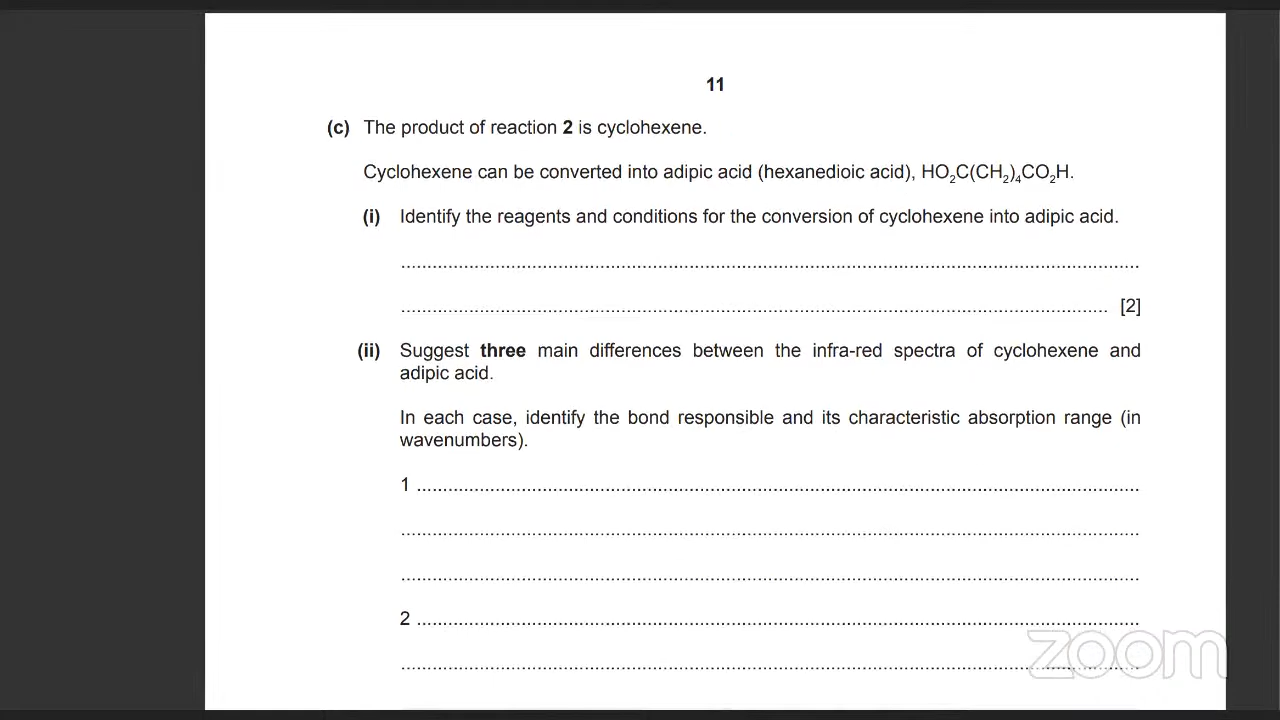 11
(c) The product of reaction 2 is cyclohexene.
Cyclohexene can be converted into adipic acid (hexanedioic acid), HO₂C(CH₂)₄CO₂H.
(i) Identify the reagents and conditions for the conversion of cyclohexene into adipic acid.
[2]
(ii) Suggest three main differences between the infra-red spectra of cyclohexene and
adipic acid.
In each case, identify the bond responsible and its characteristic absorption range (in
wavenumbers).
1
2
zoom